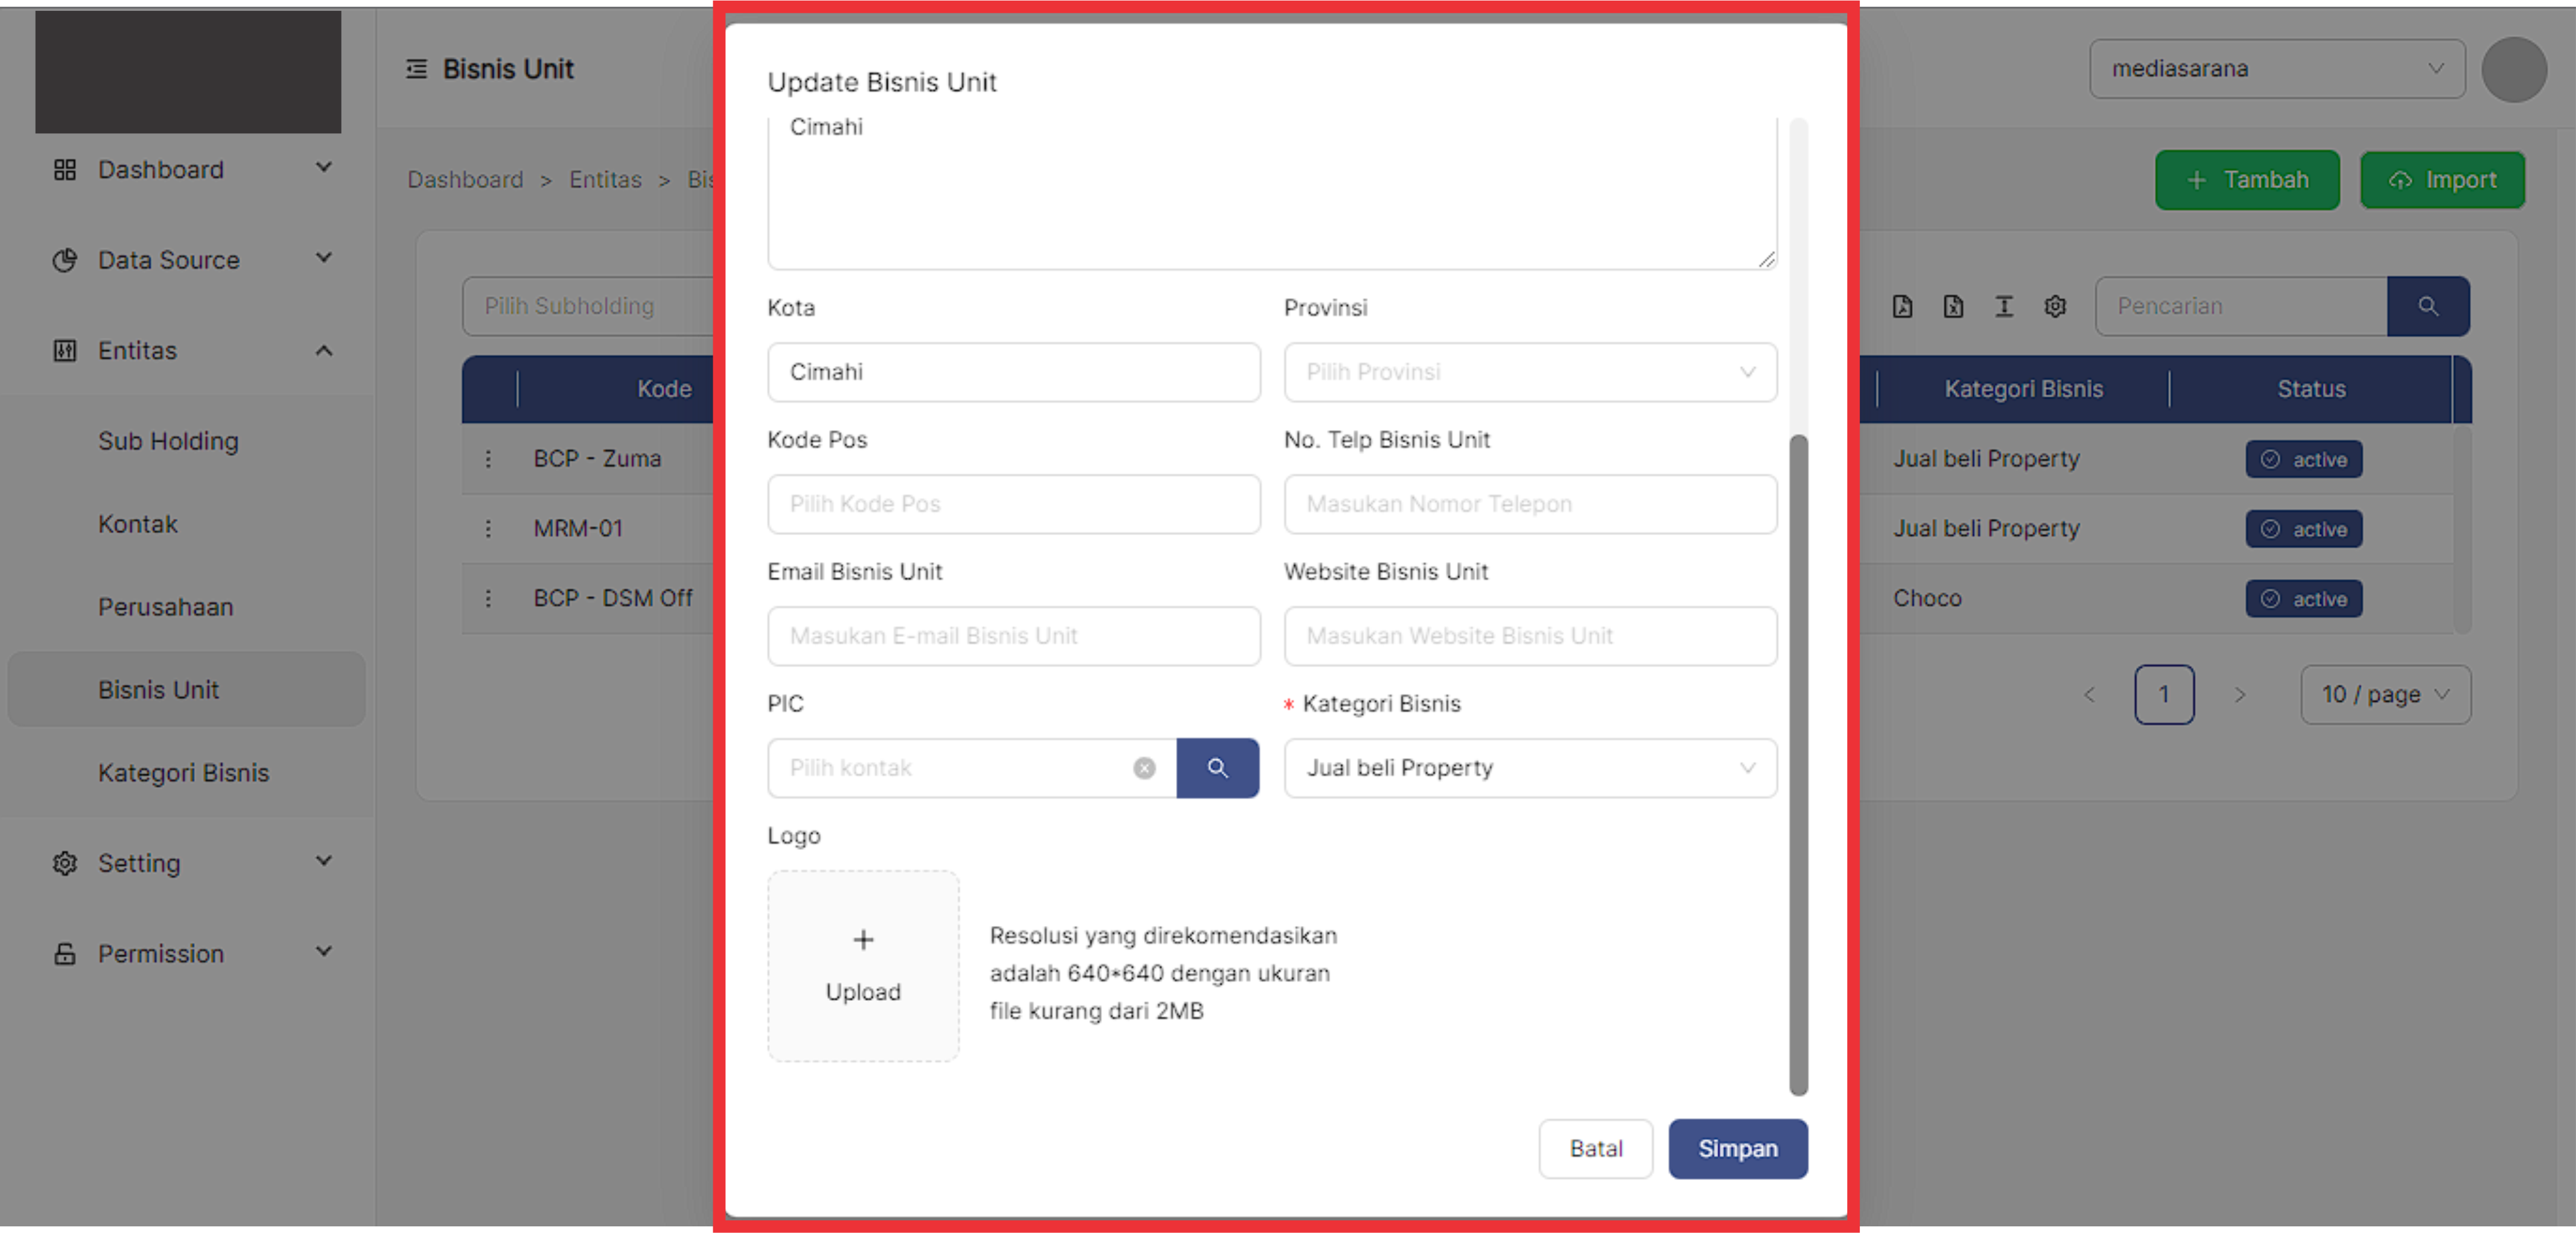 Bisnis Unit
mediasarana
Dashboard
Data Source
Entitas
Sub Holding
Kontak
Perusahaan
Bisnis Unit
Kategori Bisnis
Setting
Permission
Dashboard > Entitas >
+ Tambah
Import
Pilih Subholding
Pencarian
Kode
Kategori Bisnis
Status
BCP - Zuma
Jual beli Property
active
MRM-01
Jual beli Property
active
BCP - DSM Off
Choco
active
< 1 > 10 / page
Update Bisnis Unit
Cimahi
Kota
Provinsi
Cimahi
Pilih Provinsi
Kode Pos
No. Telp Bisnis Unit
Pilih Kode Pos
Masukan Nomor Telepon
Email Bisnis Unit
Website Bisnis Unit
Masukan E-mail Bisnis Unit
Masukan Website Bisnis Unit
PIC
* Kategori Bisnis
Pilih kontak
Jual beli Property
Logo
+
Upload
Resolusi yang direkomendasikan
adalah 640*640 dengan ukuran
file kurang dari 2MB
Batal
Simpan